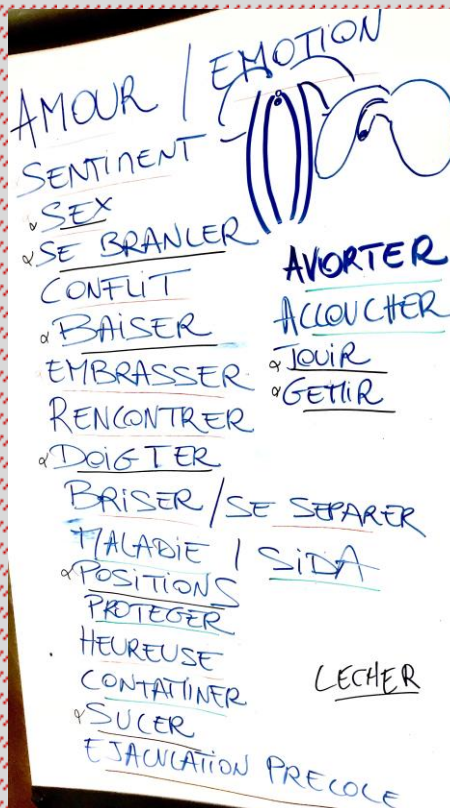 AMOUR / EMOTION
SENTIMENT
SEX
SE BRANLER
CONFLIT
BAISER
EMBRASSER
RENCONTRER
DOIGTER
BRISER / SE SEPARER
MALADIE / SIDA
POSITIONS
PROTEGER
HEUREUSE
CONTAMINER
SUCER
EJACULATION PRECOCE
AVORTER
ACCOUCHER
JOUIR
GEMIR
LECHER